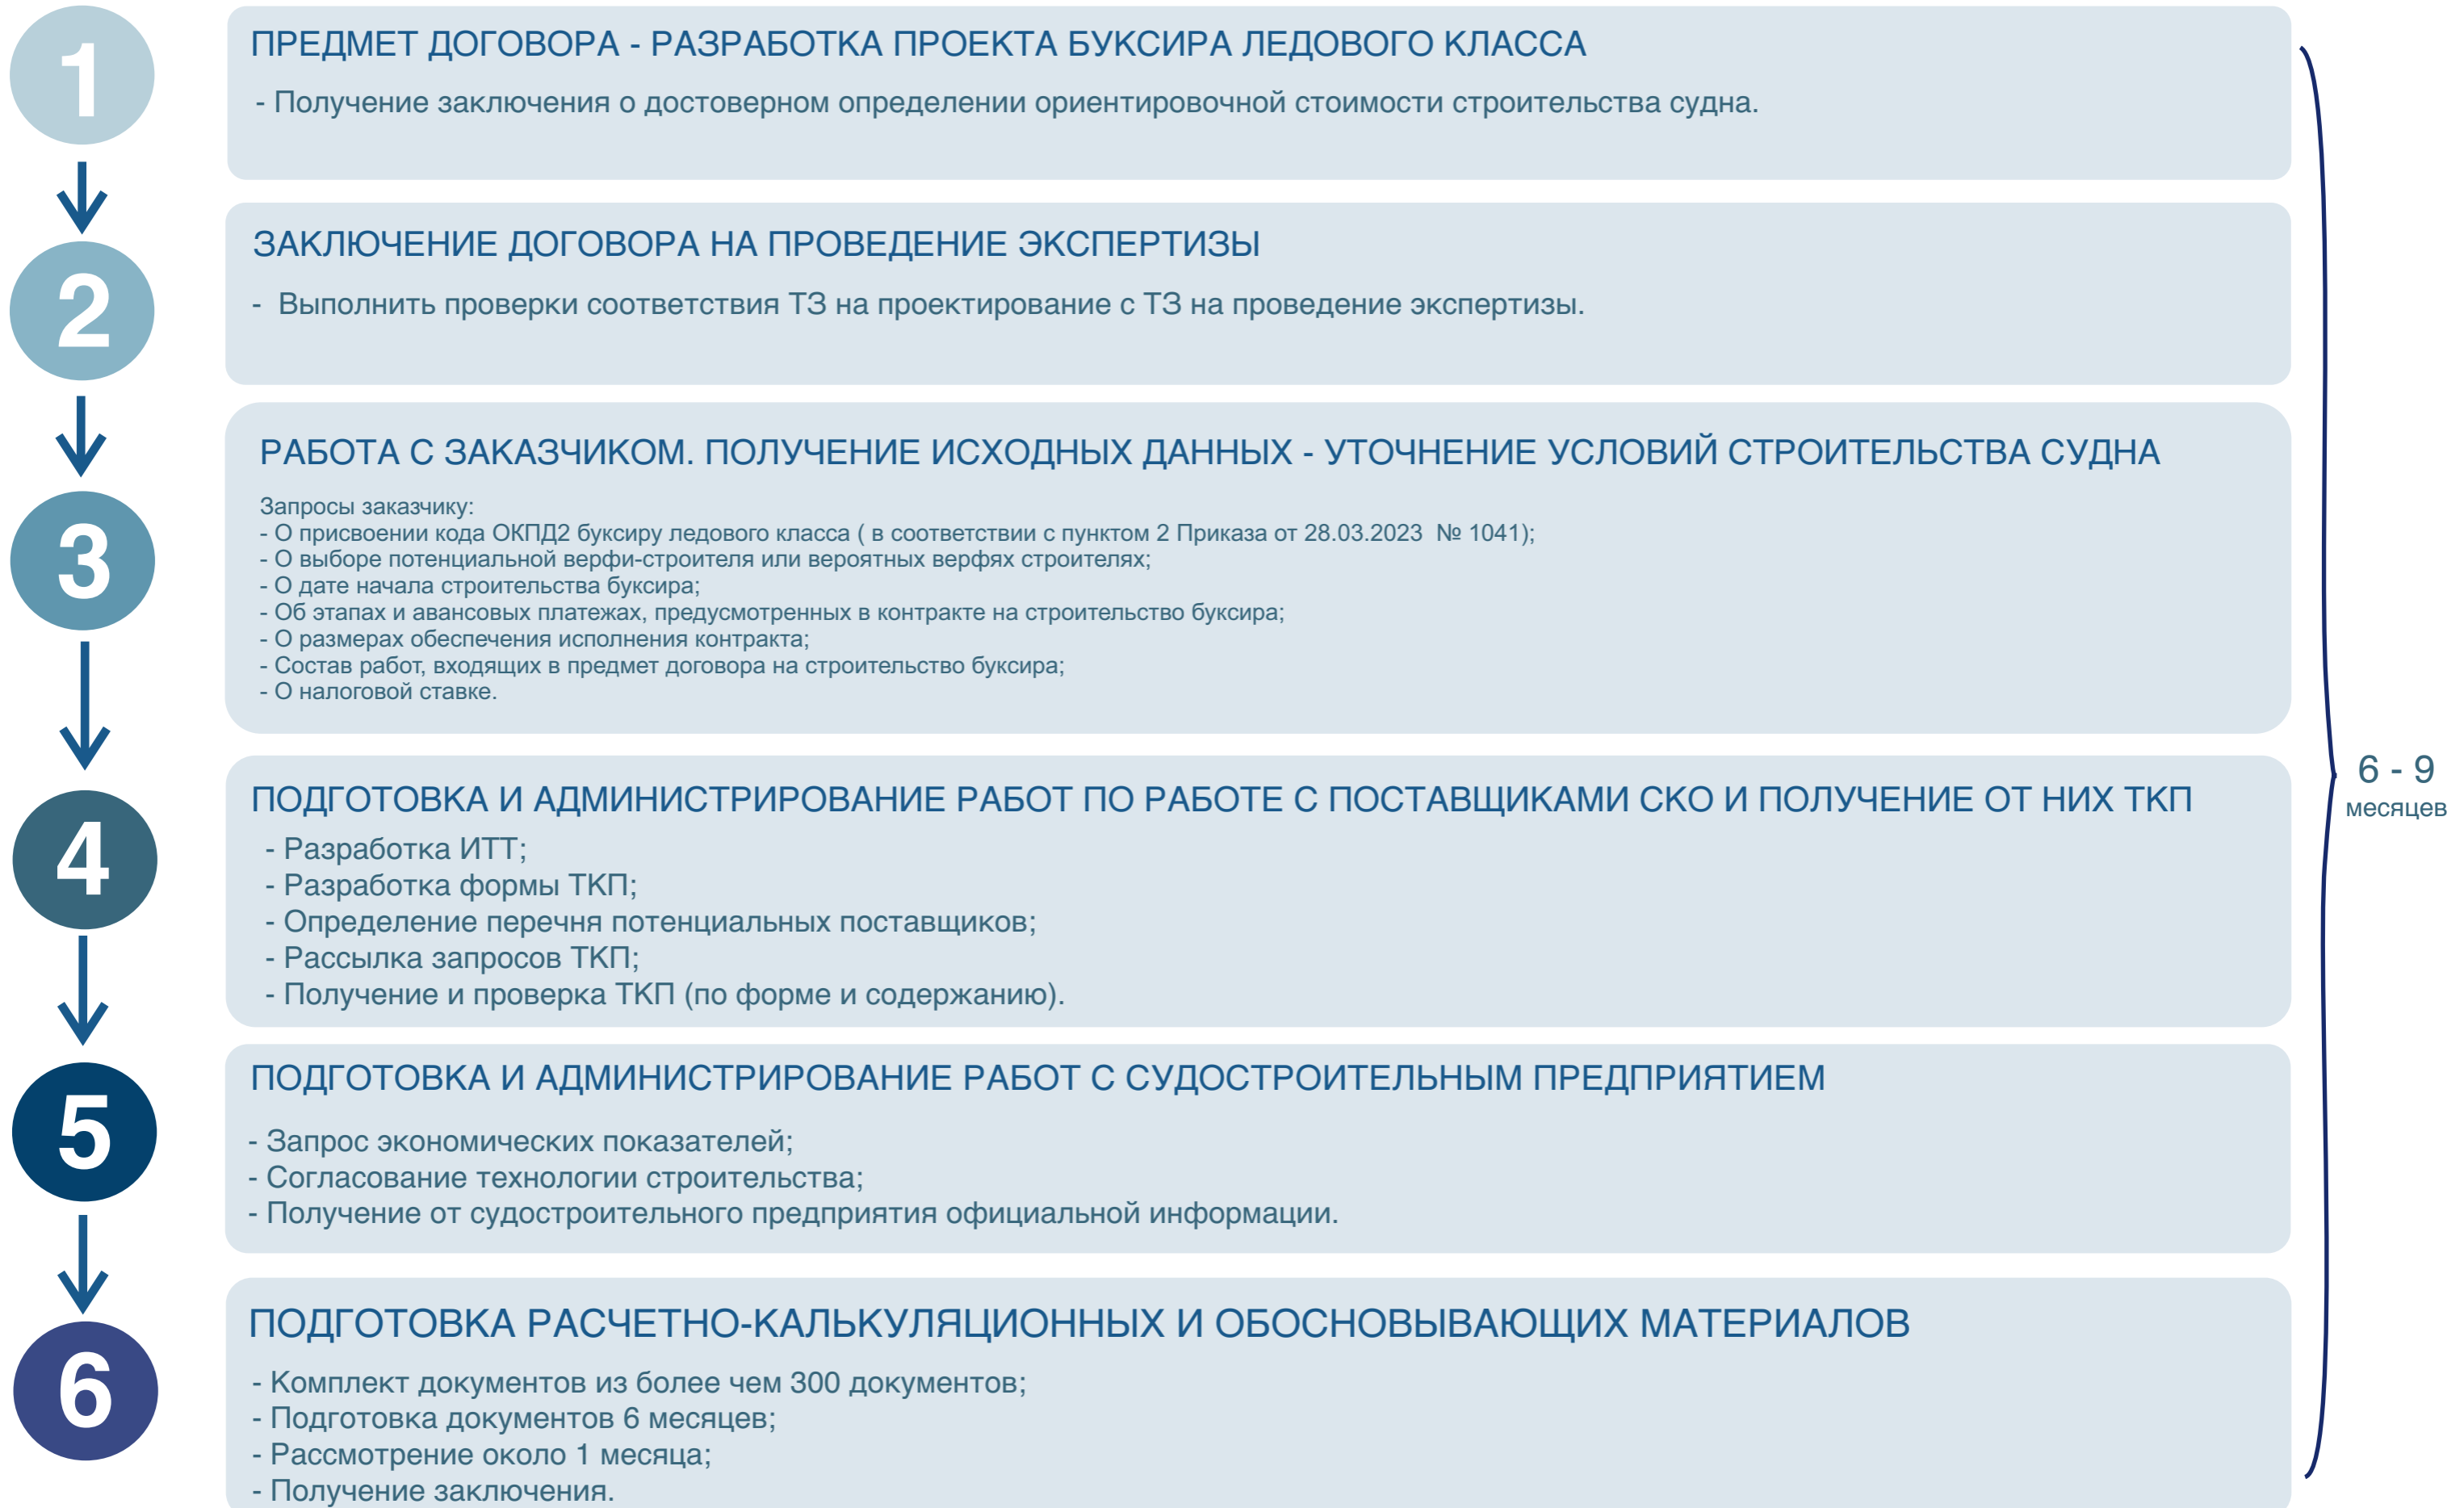 1
ПРЕДМЕТ ДОГОВОРА - РАЗРАБОТКА ПРОЕКТА БУКСИРА ЛЕДОВОГО КЛАССА
- Получение заключения о достоверном определении ориентировочной стоимости строительства судна.
2
ЗАКЛЮЧЕНИЕ ДОГОВОРА НА ПРОВЕДЕНИЕ ЭКСПЕРТИЗЫ
- Выполнить проверки соответствия ТЗ на проектирование с ТЗ на проведение экспертизы.
3
РАБОТА С ЗАКАЗЧИКОМ. ПОЛУЧЕНИЕ ИСХОДНЫХ ДАННЫХ - УТОЧНЕНИЕ УСЛОВИЙ СТРОИТЕЛЬСТВА СУДНА
Запросы заказчику:
- О присвоении кода ОКПД2 буксиру ледового класса ( в соответствии с пунктом 2 Приказа от 28.03.2023 № 1041);
- О выборе потенциальной верфи-строителя или вероятных верфях строителях;
- О дате начала строительства буксира;
- Об этапах и авансовых платежах, предусмотренных в контракте на строительство буксира;
- О размерах обеспечения исполнения контракта;
- Состав работ, входящих в предмет договора на строительство буксира;
- О налоговой ставке.
4
ПОДГОТОВКА И АДМИНИСТРИРОВАНИЕ РАБОТ ПО РАБОТЕ С ПОСТАВЩИКАМИ СКО И ПОЛУЧЕНИЕ ОТ НИХ ТКП
- Разработка ИТТ;
- Разработка формы ТКП;
- Определение перечня потенциальных поставщиков;
- Рассылка запросов ТКП;
- Получение и проверка ТКП (по форме и содержанию).
5
ПОДГОТОВКА И АДМИНИСТРИРОВАНИЕ РАБОТ С СУДОСТРОИТЕЛЬНЫМ ПРЕДПРИЯТИЕМ
- Запрос экономических показателей;
- Согласование технологии строительства;
- Получение от судостроительного предприятия официальной информации.
6
ПОДГОТОВКА РАСЧЕТНО-КАЛЬКУЛЯЦИОННЫХ И ОБОСНОВЫВАЮЩИХ МАТЕРИАЛОВ
- Комплект документов из более чем 300 документов;
- Подготовка документов 6 месяцев;
- Рассмотрение около 1 месяца;
- Получение заключения.
6 - 9
месяцев